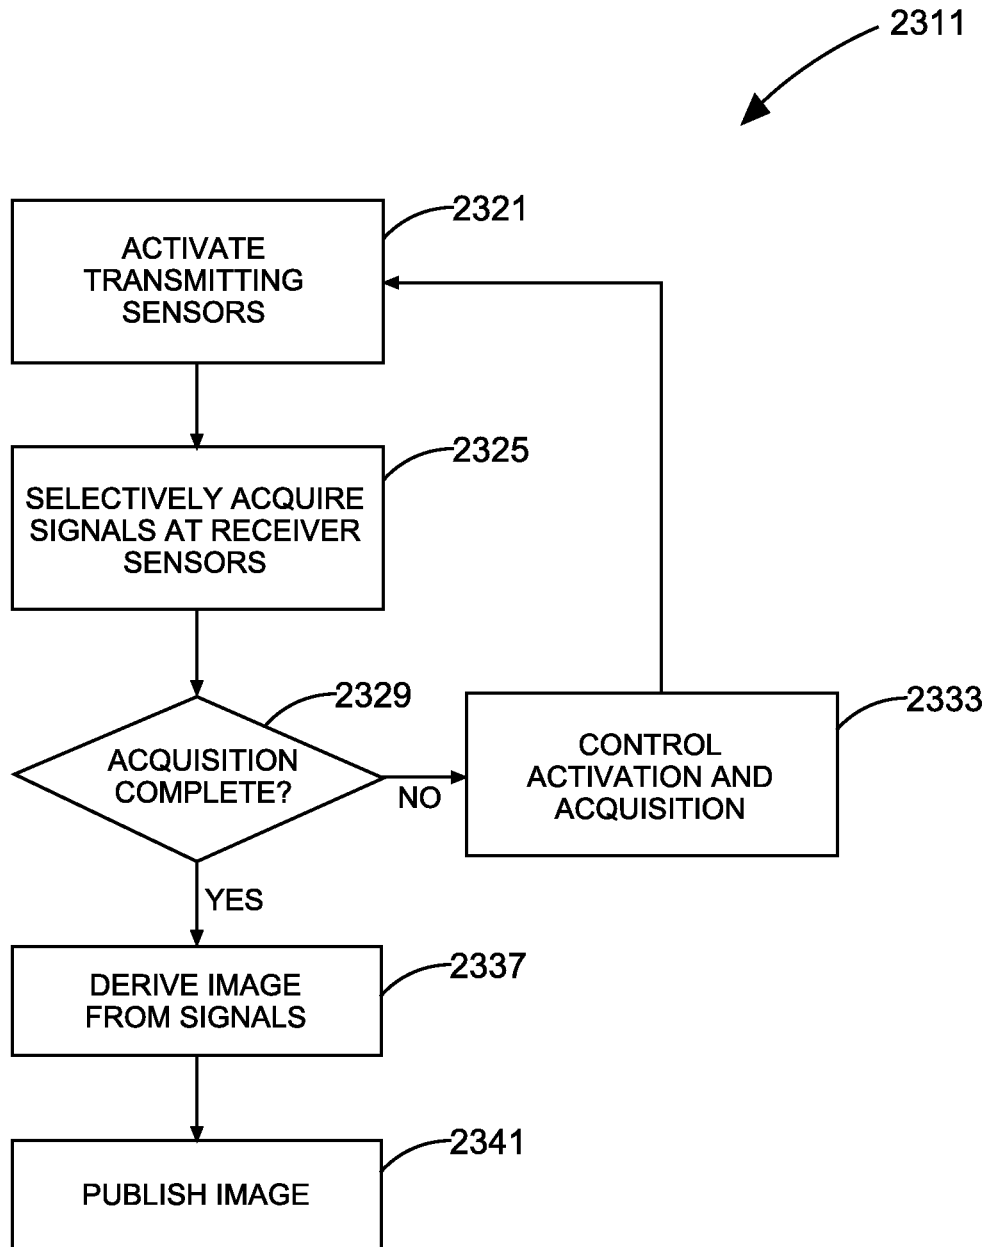 2311
2321
ACTIVATE
TRANSMITTING
SENSORS
2325
SELECTIVELY ACQUIRE
SIGNALS AT RECEIVER
SENSORS
2329
ACQUISITION
COMPLETE?
NO
2333
CONTROL
ACTIVATION AND
ACQUISITION
YES
2337
DERIVE IMAGE
FROM SIGNALS
2341
PUBLISH IMAGE